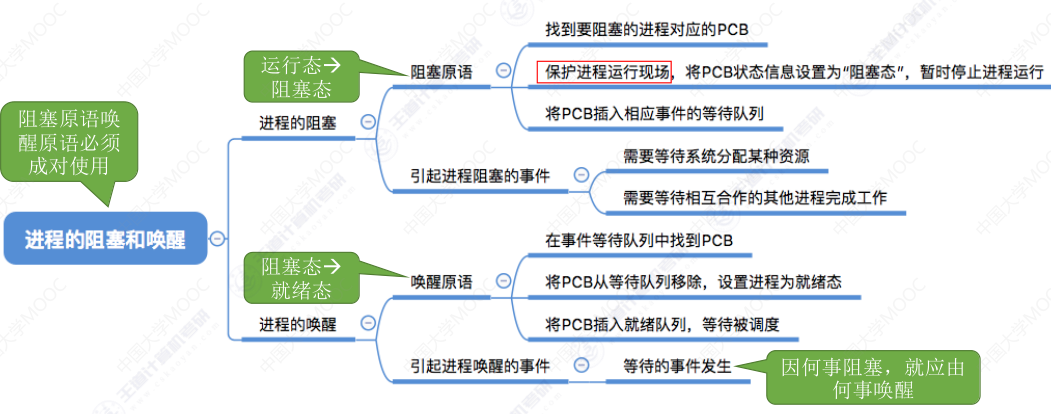 找到要阻塞的进程对应的PCB
运行态→
阻塞态
阻塞原语
保护进程运行现场，将PCB状态信息设置为“阻塞态”，暂时停止进程运行
阻塞原语唤
醒原语必须
成对使用
进程的阻塞
将PCB插入相应事件的等待队列
需要等待系统分配某种资源
引起进程阻塞的事件
需要等待相互合作的其他进程完成工作
进程的阻塞和唤醒
在事件等待队列中找到PCB
阻塞态→
就绪态
唤醒原语
将PCB从等待队列移除，设置进程为就绪态
进程的唤醒
将PCB插入就绪队列，等待被调度
引起进程唤醒的事件
等待的事件发生
因何事阻塞，就应由
何事唤醒
中国大学MOOC
王道计算机考研